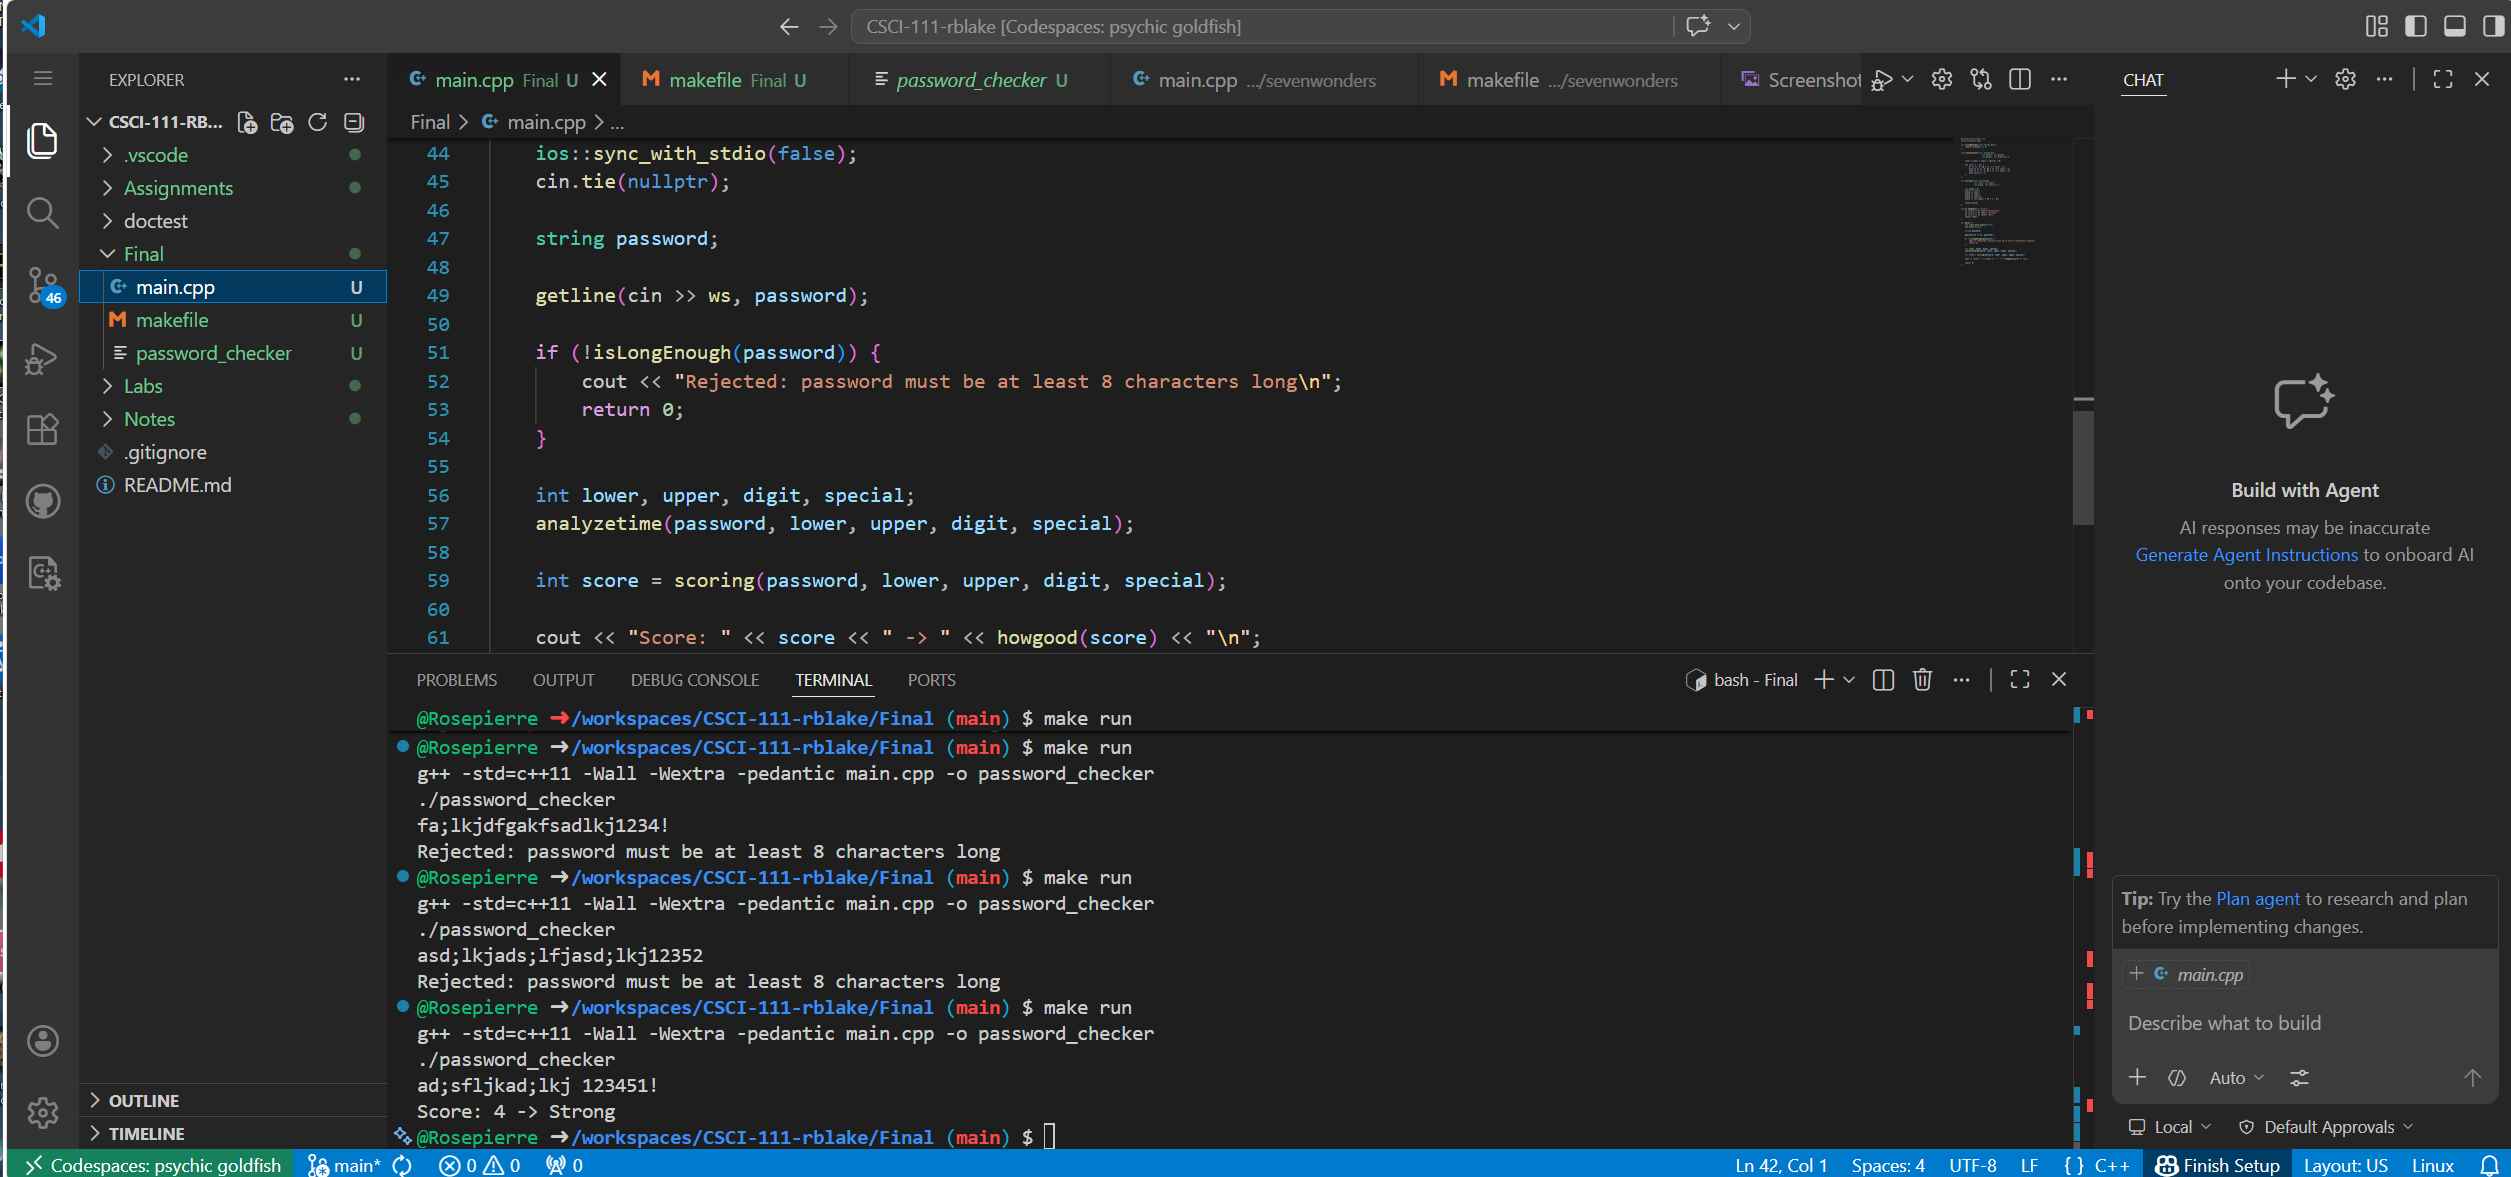 CSCI-111-rblake [Codespaces: psychic goldfish]
EXPLORER
CSCI-111-RB...
.vscode
Assignments
doctest
Final
main.cpp U
makefile U
password_checker U
Labs
Notes
.gitignore
README.md
OUTLINE
TIMELINE
46
main.cpp Final U
makefile Final U
password_checker U
main.cpp .../sevenwonders
makefile .../sevenwonders
Screenshot
Final > main.cpp > ...
44 ios::sync_with_stdio(false);
45 cin.tie(nullptr);
46
47 string password;
48
49 getline(cin >> ws, password);
50
51 if (!isLongEnough(password)) {
52 cout << "Rejected: password must be at least 8 characters long\n";
53 return 0;
54 }
55
56 int lower, upper, digit, special;
57 analyzetime(password, lower, upper, digit, special);
58
59 int score = scoring(password, lower, upper, digit, special);
60
61 cout << "Score: " << score << " -> " << howgood(score) << "\n";
PROBLEMS OUTPUT DEBUG CONSOLE TERMINAL PORTS
bash - Final
@Rosepierre ➜/workspaces/CSCI-111-rblake/Final (main) $ make run
@Rosepierre ➜/workspaces/CSCI-111-rblake/Final (main) $ make run
g++ -std=c++11 -Wall -Wextra -pedantic main.cpp -o password_checker
./password_checker
fa;lkjdfgakfsadlkj1234!
Rejected: password must be at least 8 characters long
@Rosepierre ➜/workspaces/CSCI-111-rblake/Final (main) $ make run
g++ -std=c++11 -Wall -Wextra -pedantic main.cpp -o password_checker
./password_checker
asd;lkjads;lfjasd;lkj12352
Rejected: password must be at least 8 characters long
@Rosepierre ➜/workspaces/CSCI-111-rblake/Final (main) $ make run
g++ -std=c++11 -Wall -Wextra -pedantic main.cpp -o password_checker
./password_checker
ad;sfljkad;lkj 123451!
Score: 4 -> Strong
@Rosepierre ➜/workspaces/CSCI-111-rblake/Final (main) $
CHAT
Build with Agent
AI responses may be inaccurate
Generate Agent Instructions to onboard AI
onto your codebase.
Tip: Try the Plan agent to research and plan
before implementing changes.
main.cpp
Describe what to build
Auto
Local Default Approvals
Codespaces: psychic goldfish main* 0 0 0
Ln 42, Col 1 Spaces: 4 UTF-8 LF {} C++ Finish Setup Layout: US Linux